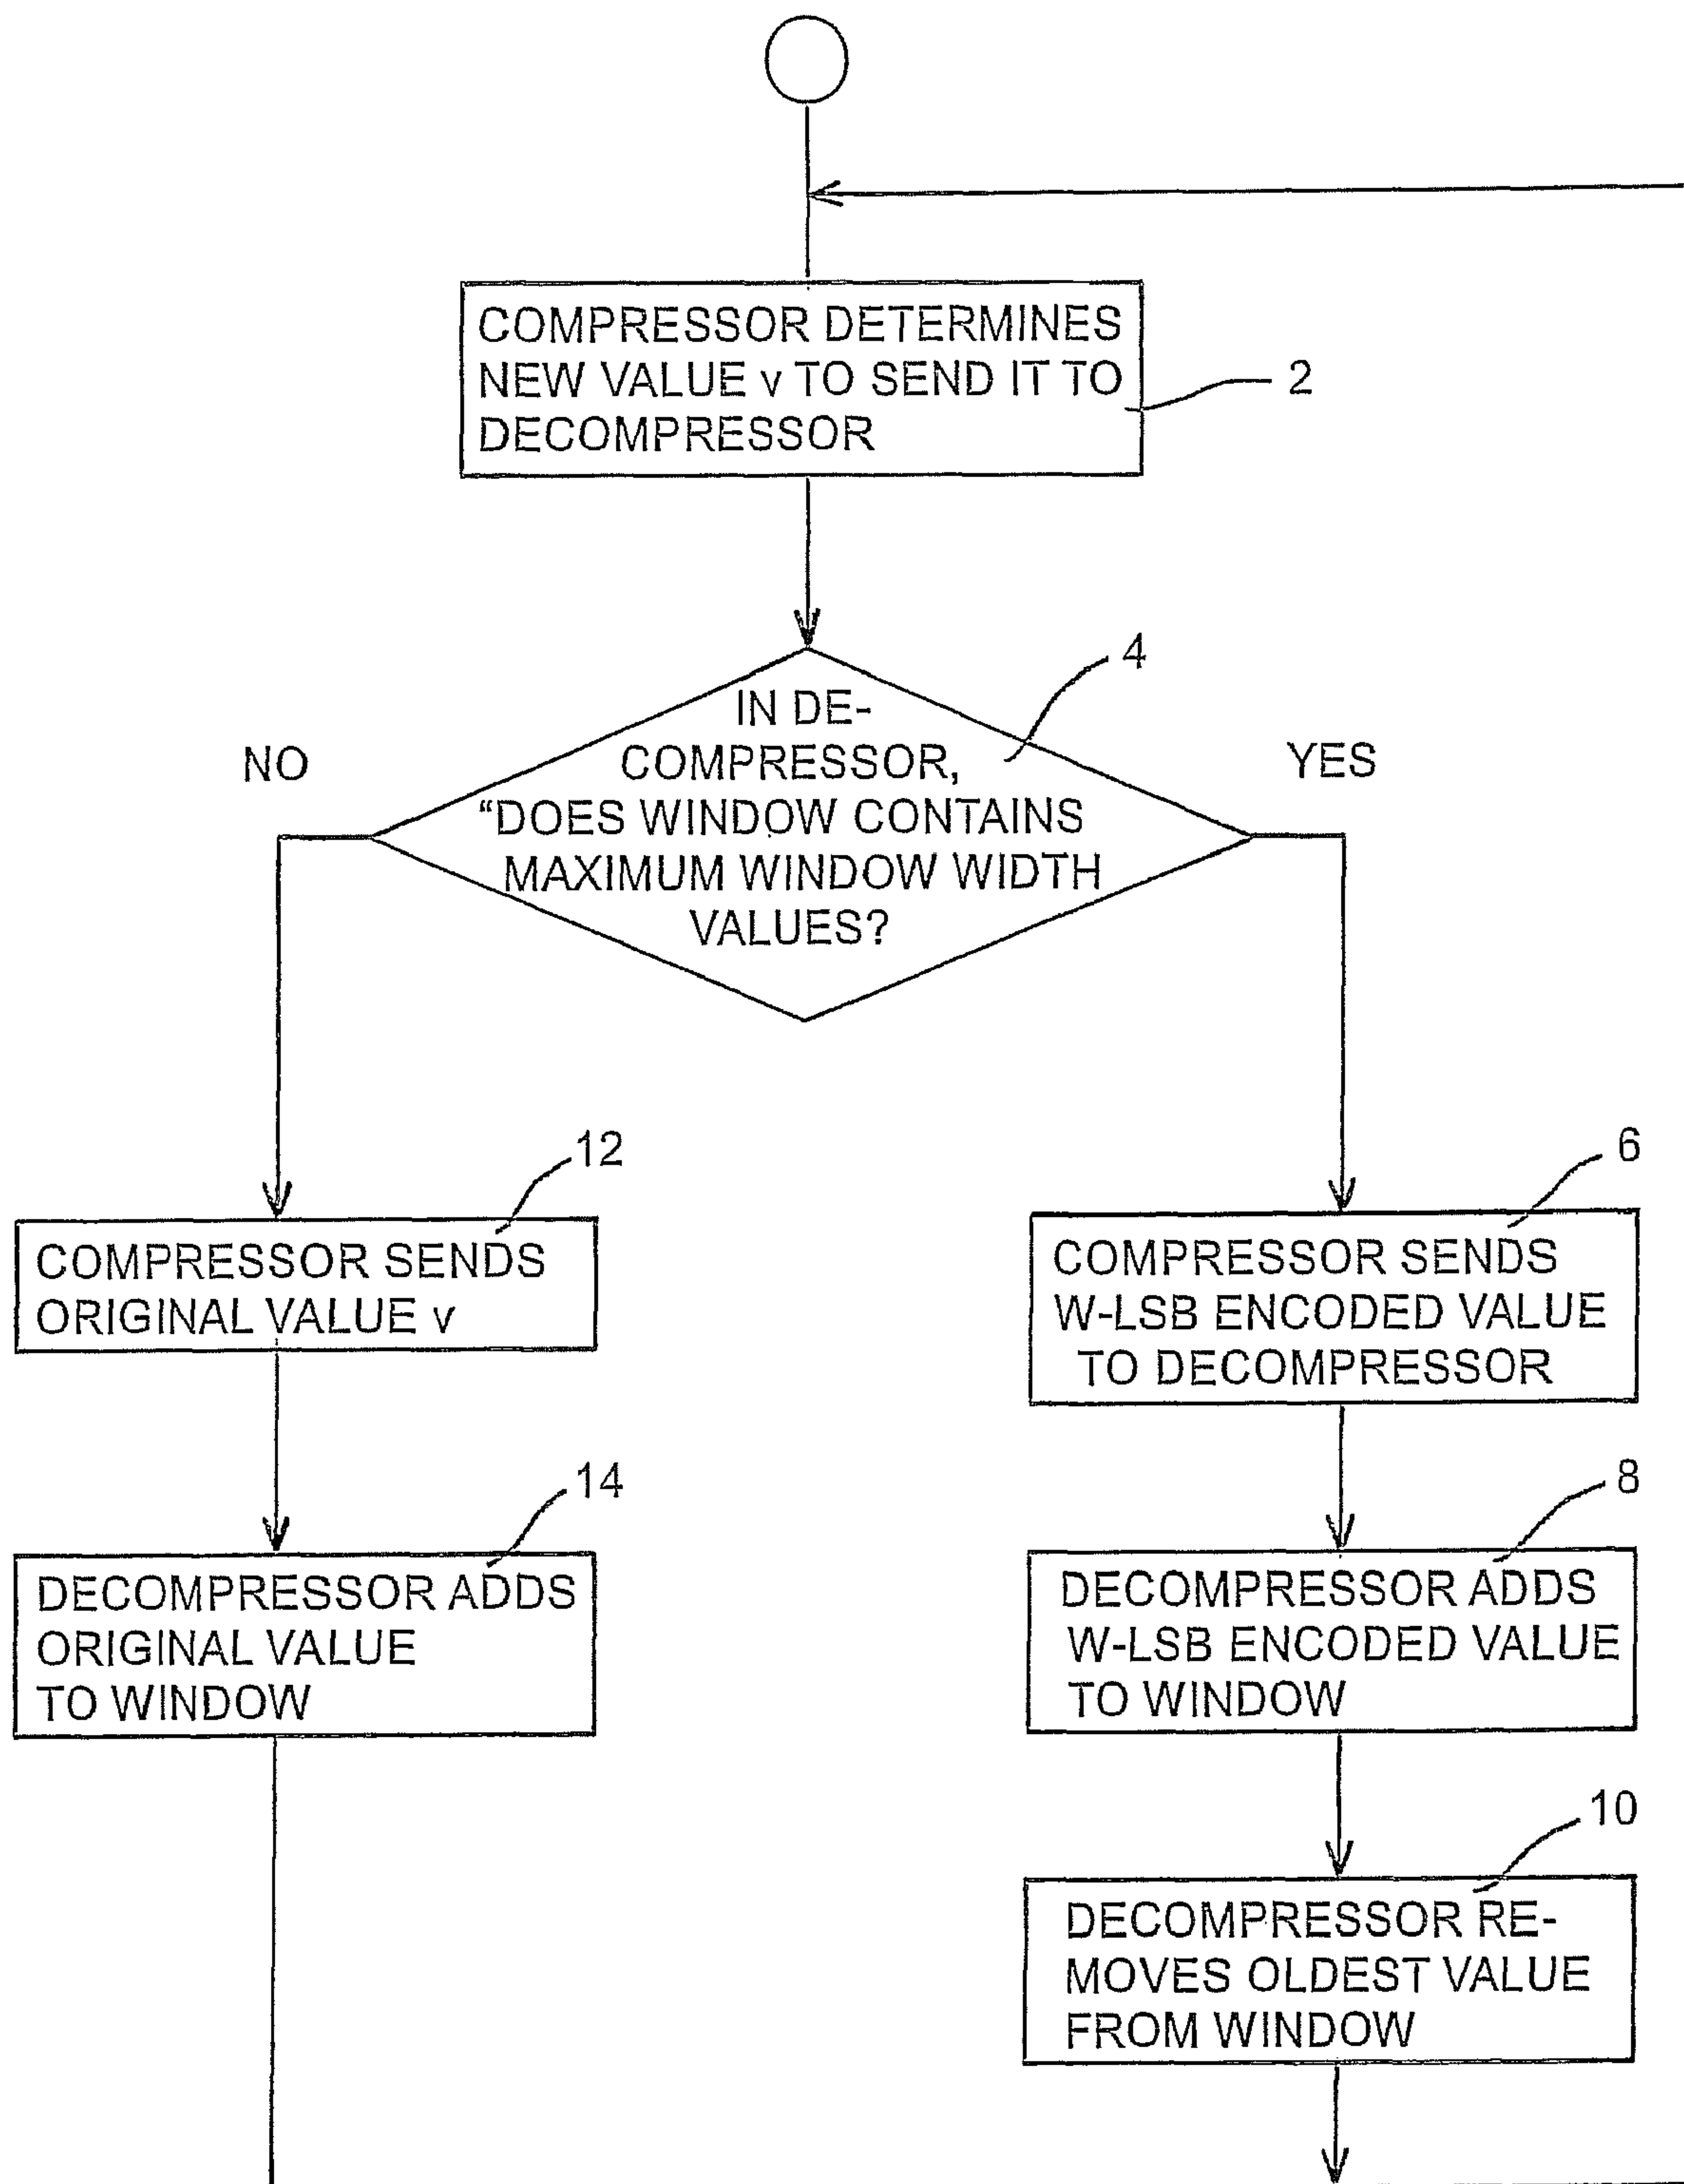 COMPRESSOR DETERMINES
NEW VALUE v TO SEND IT TO
DECOMPRESSOR
2
4
IN DE-
COMPRESSOR,
“DOES WINDOW CONTAINS
MAXIMUM WINDOW WIDTH
VALUES?
NO
YES
12
COMPRESSOR SENDS
ORIGINAL VALUE v
14
DECOMPRESSOR ADDS
ORIGINAL VALUE
TO WINDOW
6
COMPRESSOR SENDS
W-LSB ENCODED VALUE
TO DECOMPRESSOR
8
DECOMPRESSOR ADDS
W-LSB ENCODED VALUE
TO WINDOW
10
DECOMPRESSOR RE-
MOVES OLDEST VALUE
FROM WINDOW